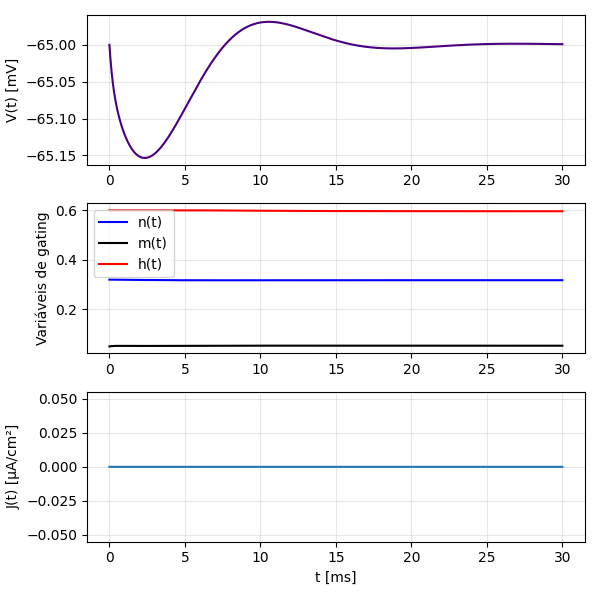 V(t) [mV]
−65.00
−65.05
−65.10
−65.15
0 5 10 15 20 25 30
Variáveis de gating
0.6
0.4
0.2
n(t)
m(t)
h(t)
0 5 10 15 20 25 30
J(t) [μA/cm²]
0.050
0.025
0.000
−0.025
−0.050
0 5 10 15 20 25 30
t [ms]